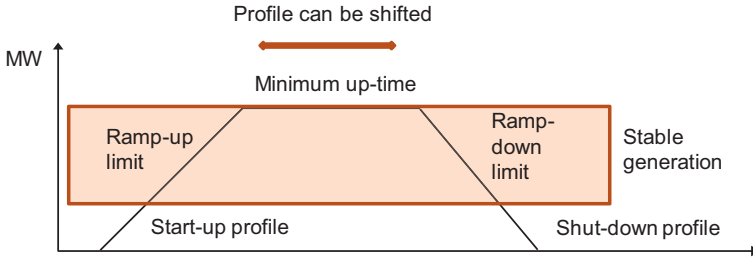 Profile can be shifted
MW
Minimum up-time
Ramp-up
limit
Ramp-
down
limit
Stable
generation
Start-up profile
Shut-down profile